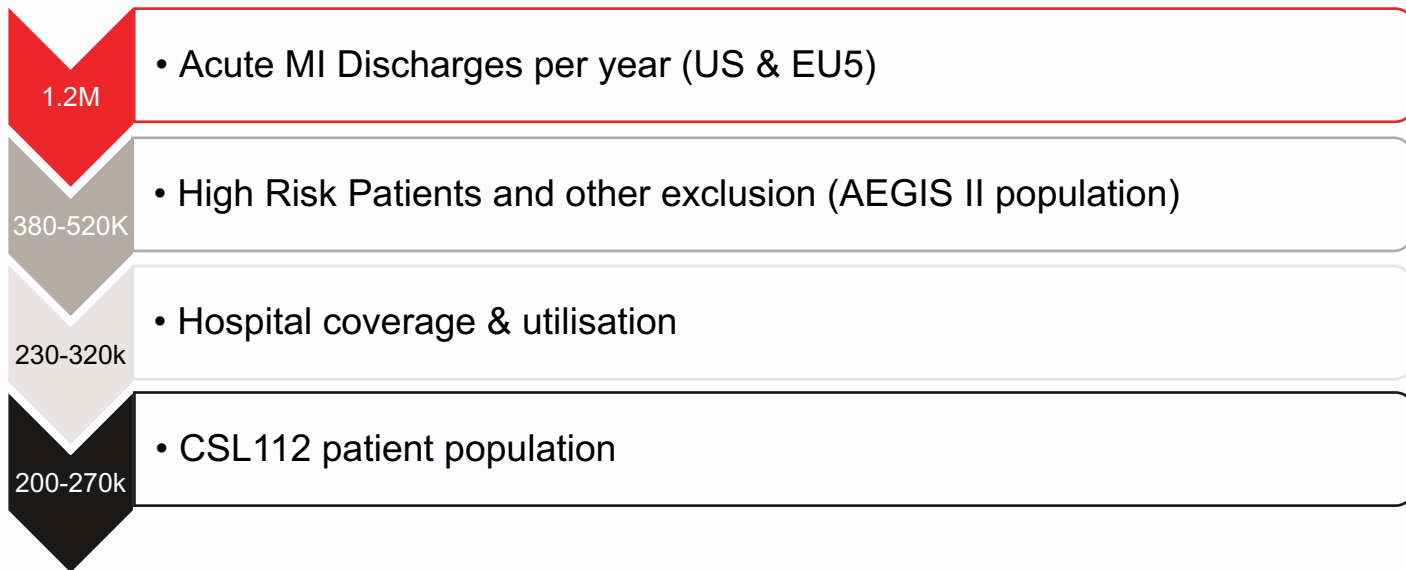 1.2M
• Acute MI Discharges per year (US & EU5)
380-520K
• High Risk Patients and other exclusion (AEGIS II population)
230-320k
• Hospital coverage & utilisation
200-270k
• CSL112 patient population